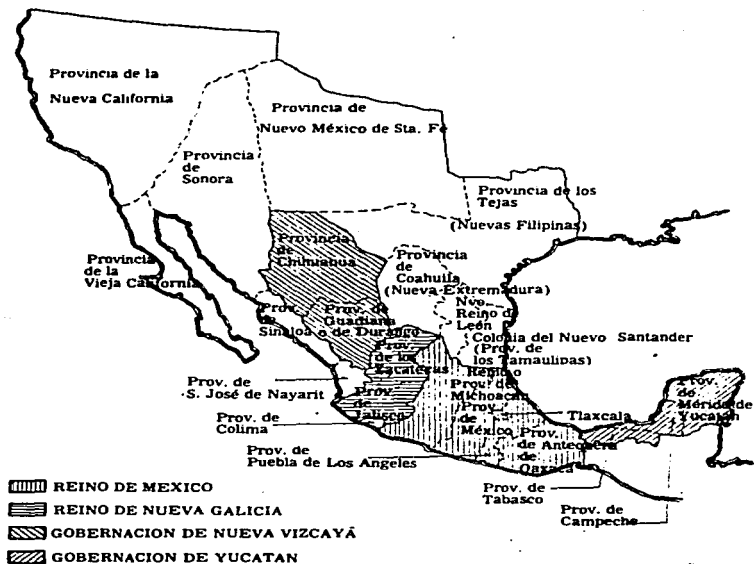 Provincia de la
Nueva California
Provincia de
Nuevo México de Sta. Fe
Provincia
de
Sonora
Provincia de los
Tejas
(Nuevas Filipinas)
Provincia
de
Chihuahua
Provincia
de la
Vieja California
Provincia
de
Coahuila
(Nueva Extremadura)
Nvo.
Reino de
León
Colonia del Nuevo Santander
(Prov. de
los Tamaulipas)
Reino
Prov.
de
Sinaloa
Prov. de
Guadiana
o de Durango
Prov.
de los
Zacatecas
Prov. de
S. José de Nayarit
Prov.
de
Jalisco
Prov. de
Colima
Prov. de
Michoacan
Prov.
de
México
Tlaxcala
Prov.
de Antequera
de
Oaxaca
Prov. de
Puebla de Los Angeles
Prov.
de
Mérida de
Yucatán
Prov. de
Tabasco
Prov. de
Campeche
REINO DE MEXICO
REINO DE NUEVA GALICIA
GOBERNACION DE NUEVA VIZCAYÁ
GOBERNACION DE YUCATAN